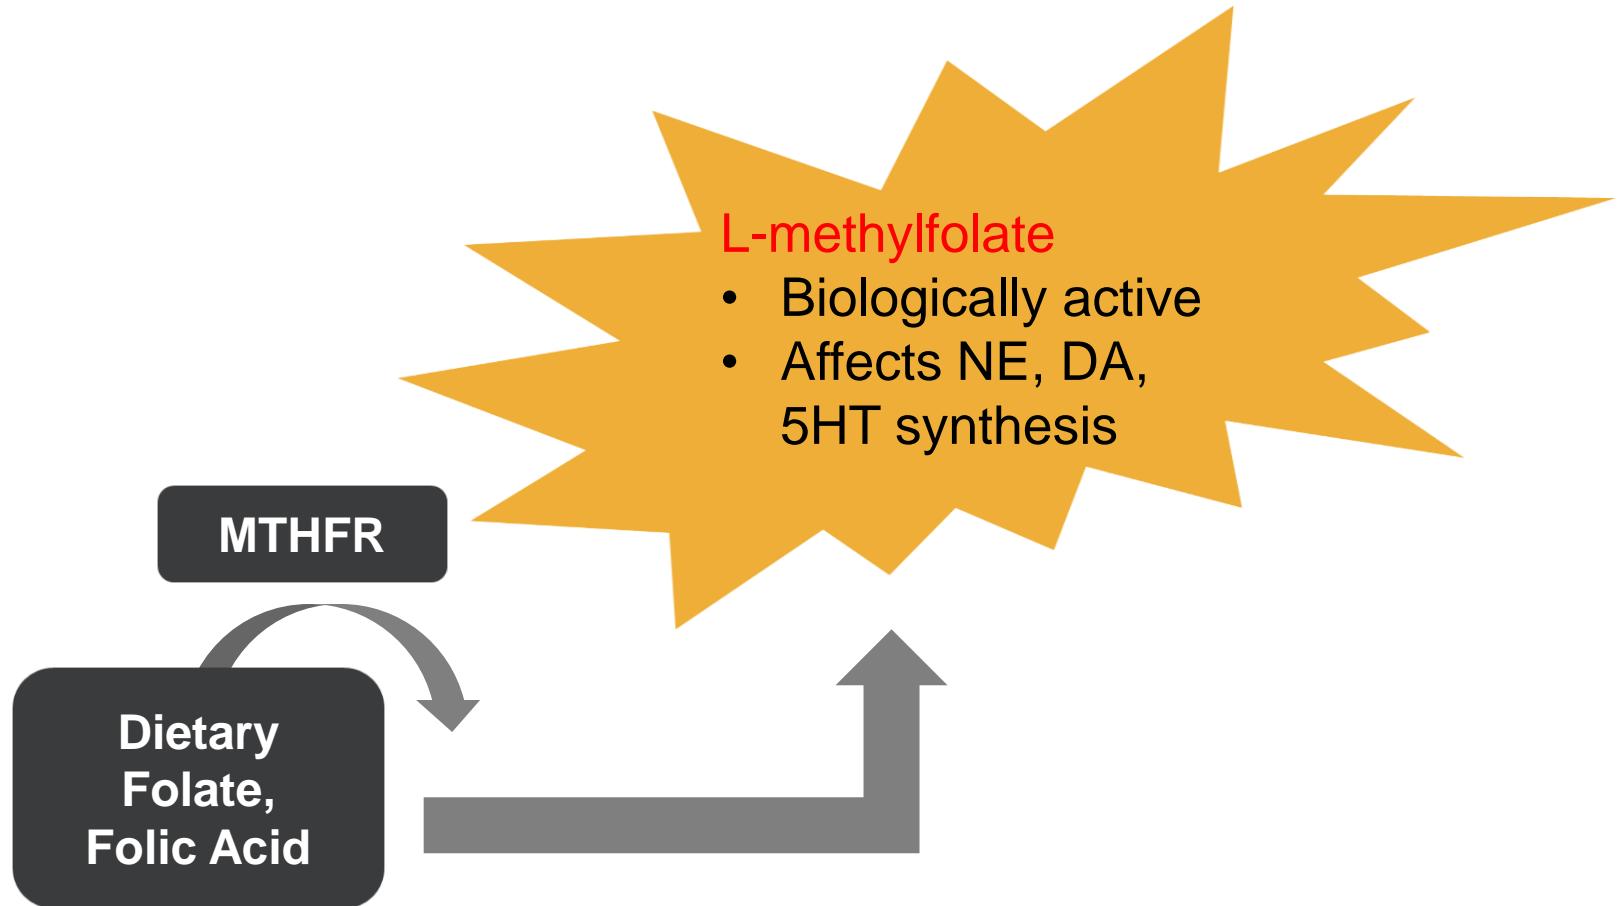 L-methylfolate
• Biologically active
• Affects NE, DA,
5HT synthesis
MTHFR
Dietary
Folate,
Folic Acid